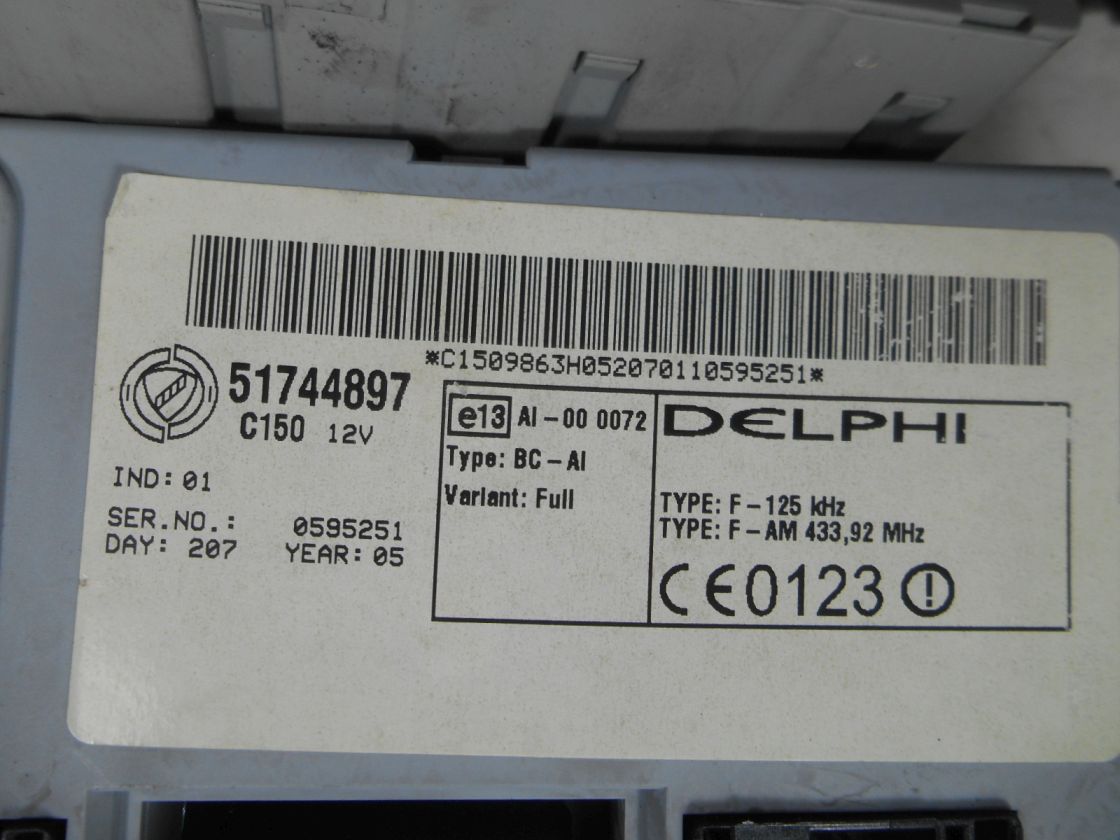 *C1509863H052070110595251*
51744897
C150 12V
IND: 01
SER.NO.: 0595251
DAY: 207 YEAR: 05
e13 AI-00 0072
Type: BC-AI
Variant: Full
DELPHI
TYPE: F-125 kHz
TYPE: F-AM 433,92 MHz
CE0123